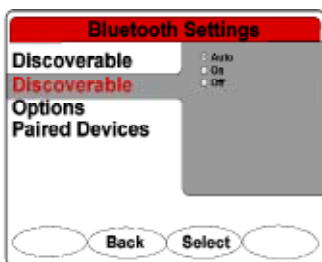 Bluetooth Settings
Discoverable
Auto
On
Off
Discoverable
Options
Paired Devices
Back
Select